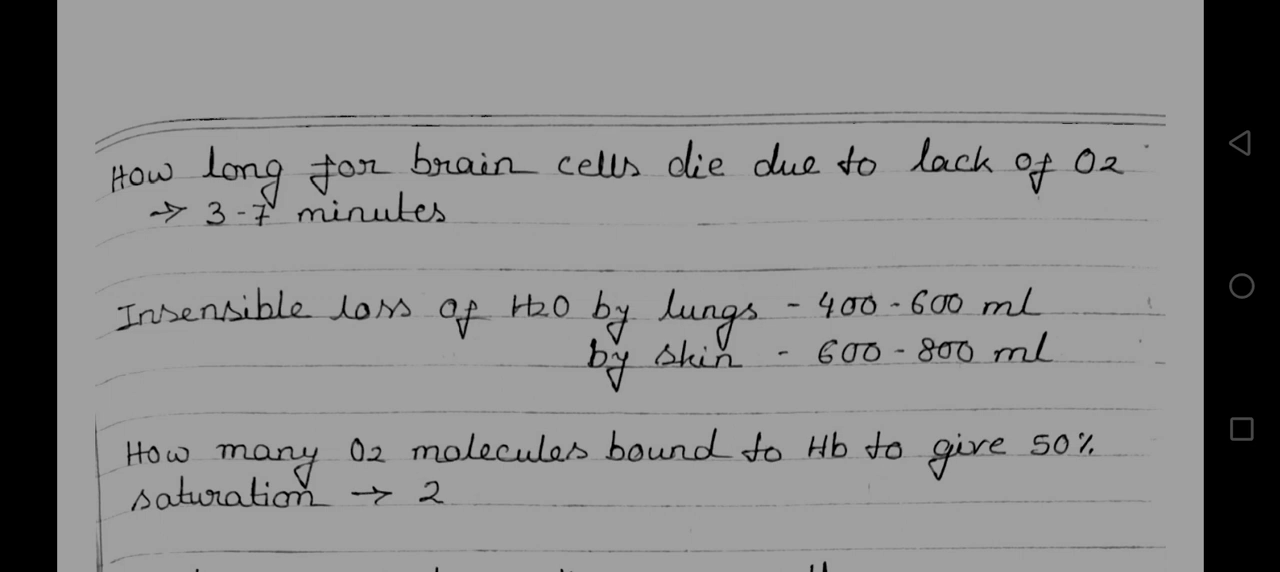 How long for brain cells die due to lack of O2
→ 3-7 minutes
Insensible loss of H2O by lungs - 400-600 ml
by skin - 600-800 ml
How many O2 molecules bound to Hb to give 50%
saturation → 2